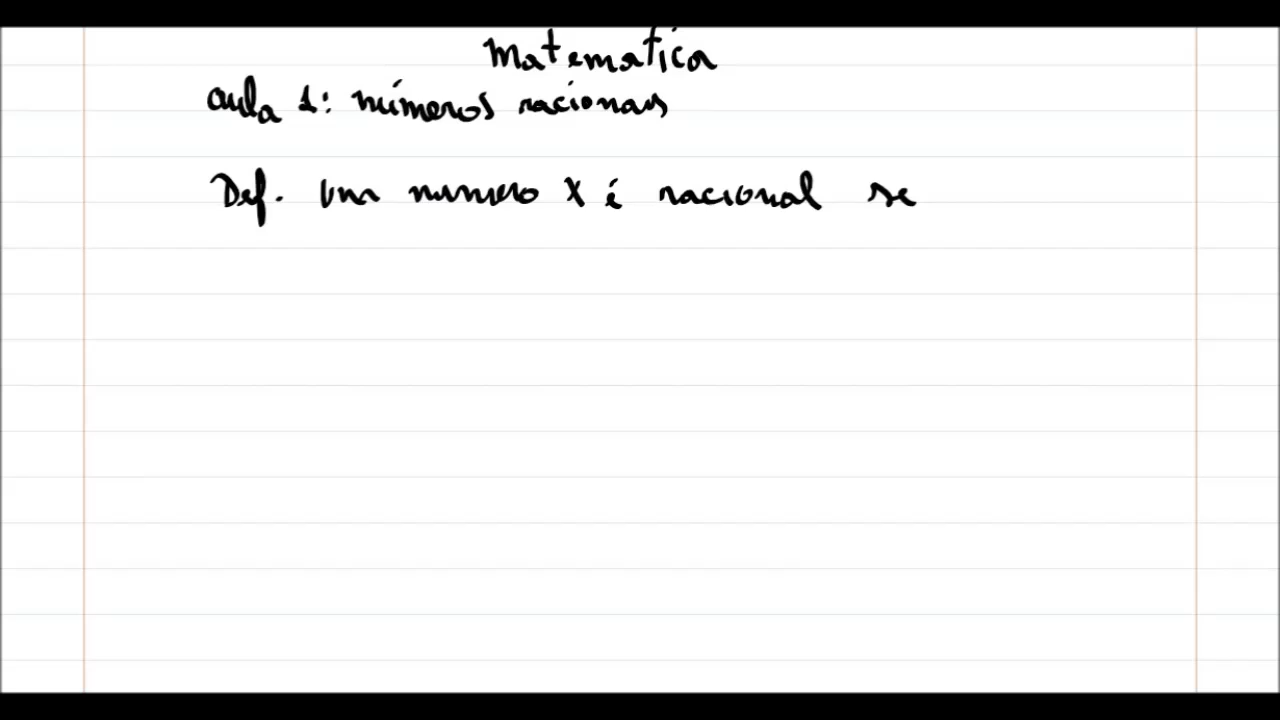 Matematica
aula 1: números racionais
Def. Um numero x é racional se